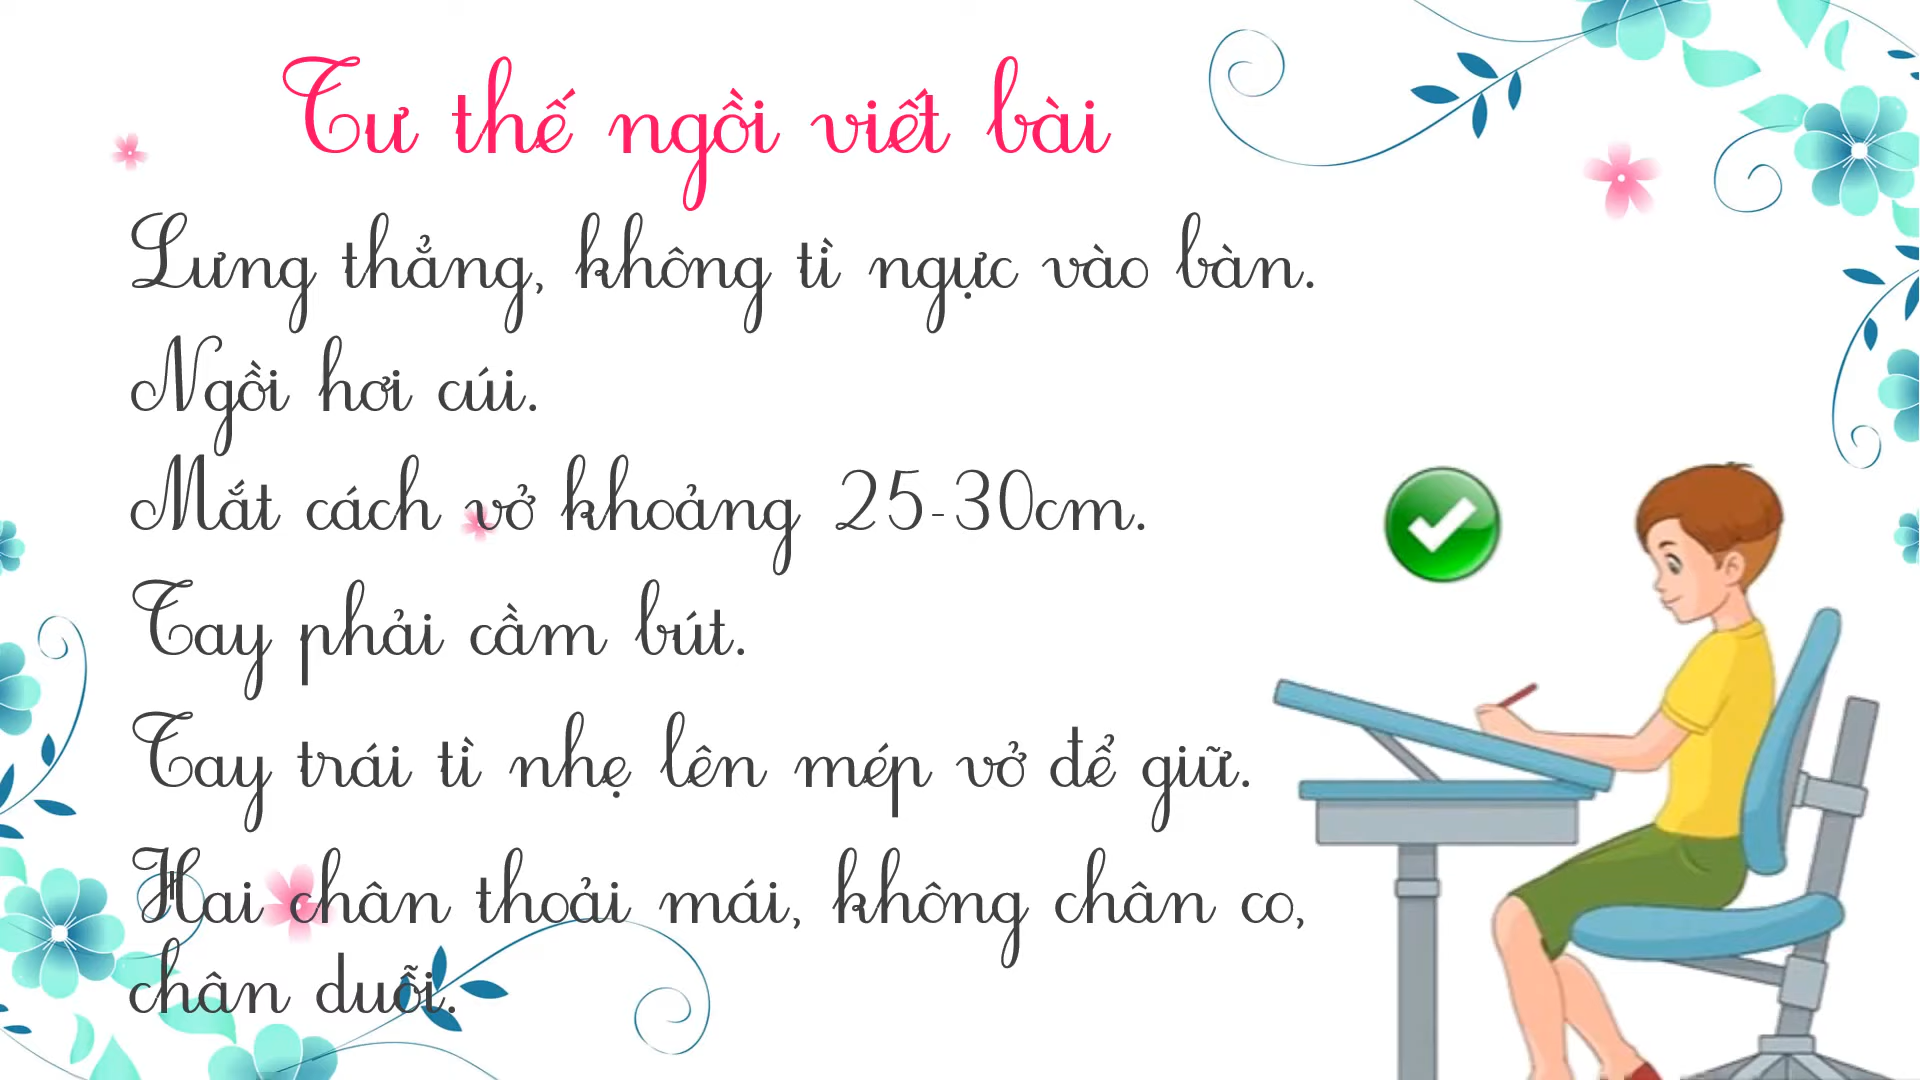 Tư thế ngồi viết bài
Lưng thẳng, không tì ngực vào bàn.
Ngồi hơi cúi.
Mắt cách vở khoảng 25-30cm.
Tay phải cầm bút.
Tay trái tì nhẹ lên mép vở để giữ.
Hai chân thoải mái, không chân co,
chân duỗi.